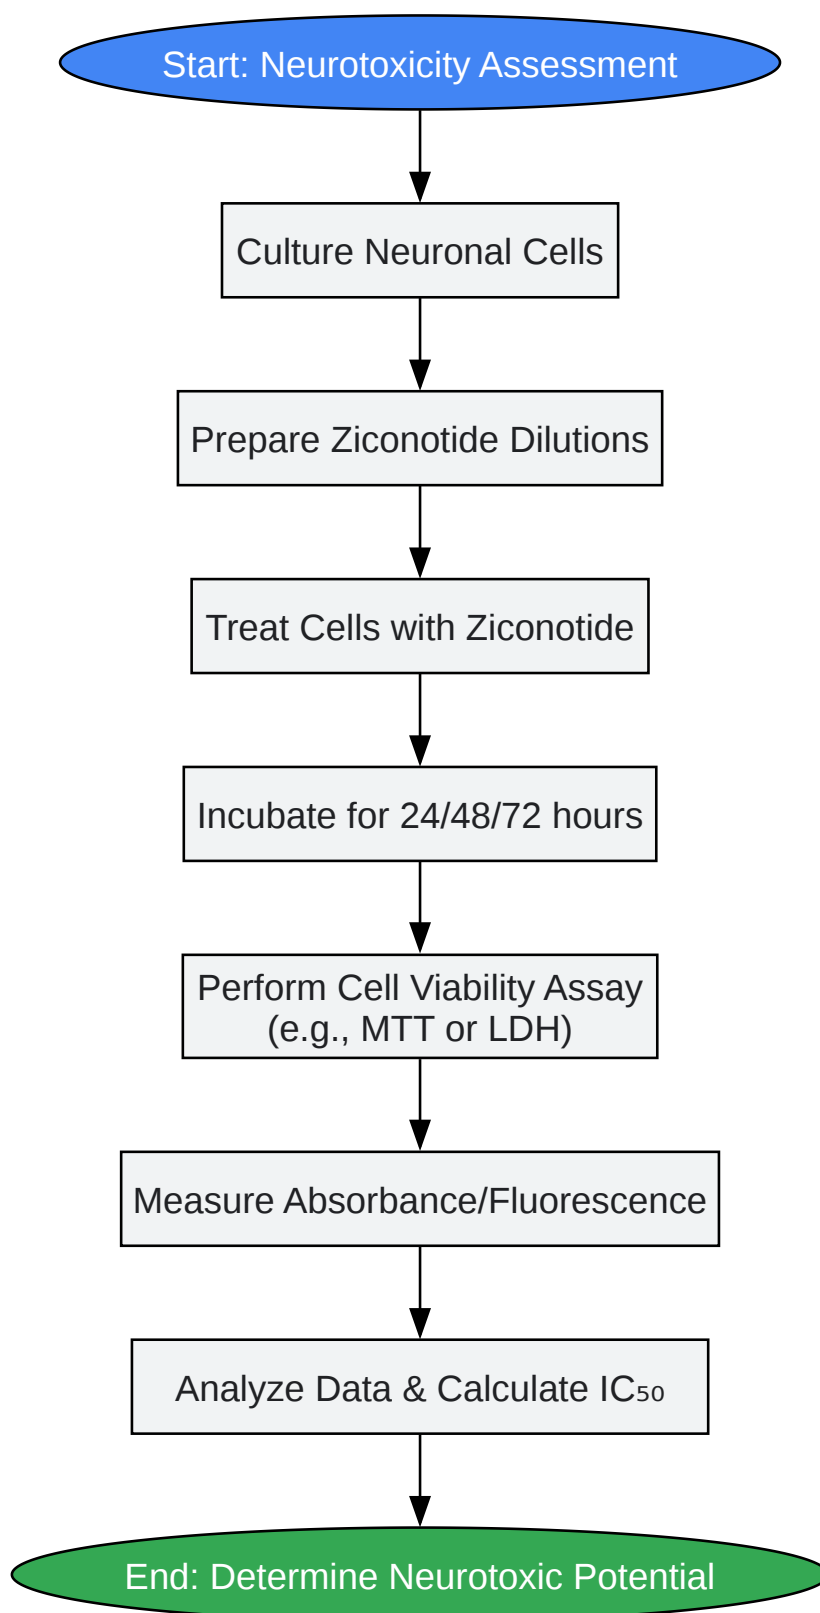 Start: Neurotoxicity Assessment
Culture Neuronal Cells
Prepare Ziconotide Dilutions
Treat Cells with Ziconotide
Incubate for 24/48/72 hours
Perform Cell Viability Assay
(e.g., MTT or LDH)
Measure Absorbance/Fluorescence
Analyze Data & Calculate IC₅₀
End: Determine Neurotoxic Potential